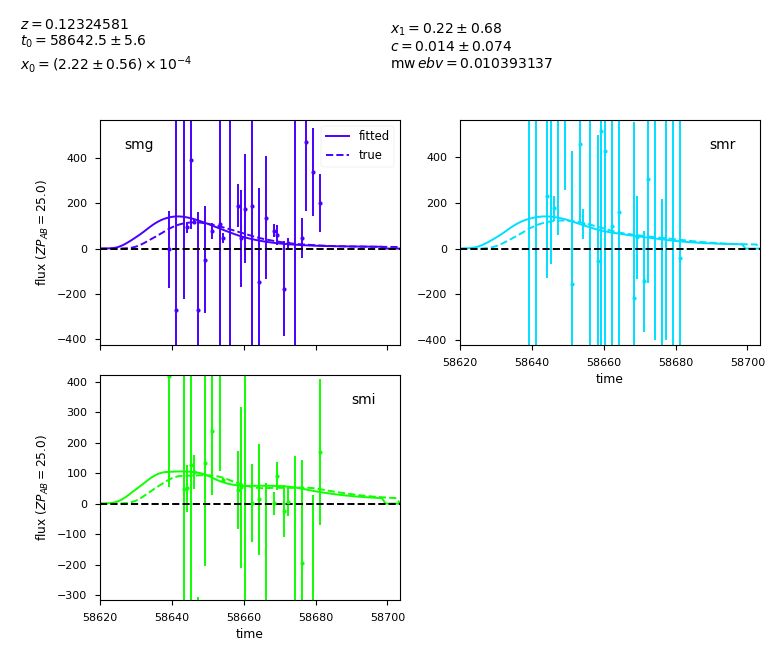 z = 0.12324581
t₀ = 58642.5 ± 5.6
x₀ = (2.22 ± 0.56) × 10⁻⁴
x₁ = 0.22 ± 0.68
c = 0.014 ± 0.074
mw ebv = 0.010393137
smg
fitted
true
400
200
0
−200
−400
flux (ZP_AB = 25.0)
smr
400
200
0
−200
−400
58620 58640 58660 58680 58700
time
smi
400
300
200
100
0
−100
−200
−300
flux (ZP_AB = 25.0)
58620 58640 58660 58680 58700
time